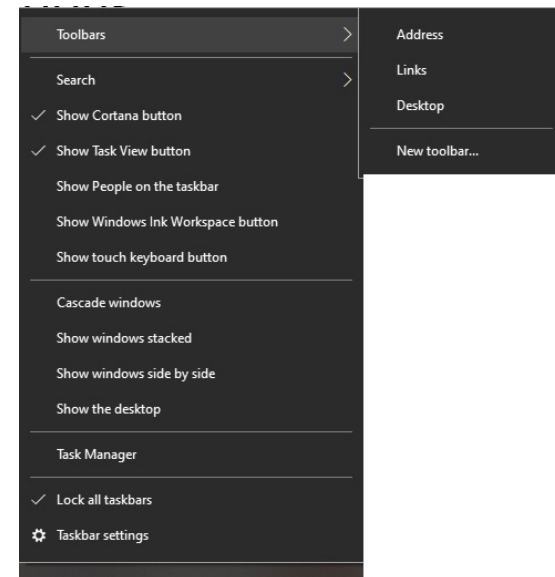 Toolbars
Search
Show Cortana button
Show Task View button
Show People on the taskbar
Show Windows Ink Workspace button
Show touch keyboard button
Cascade windows
Show windows stacked
Show windows side by side
Show the desktop
Task Manager
Lock all taskbars
Taskbar settings
Address
Links
Desktop
New toolbar...